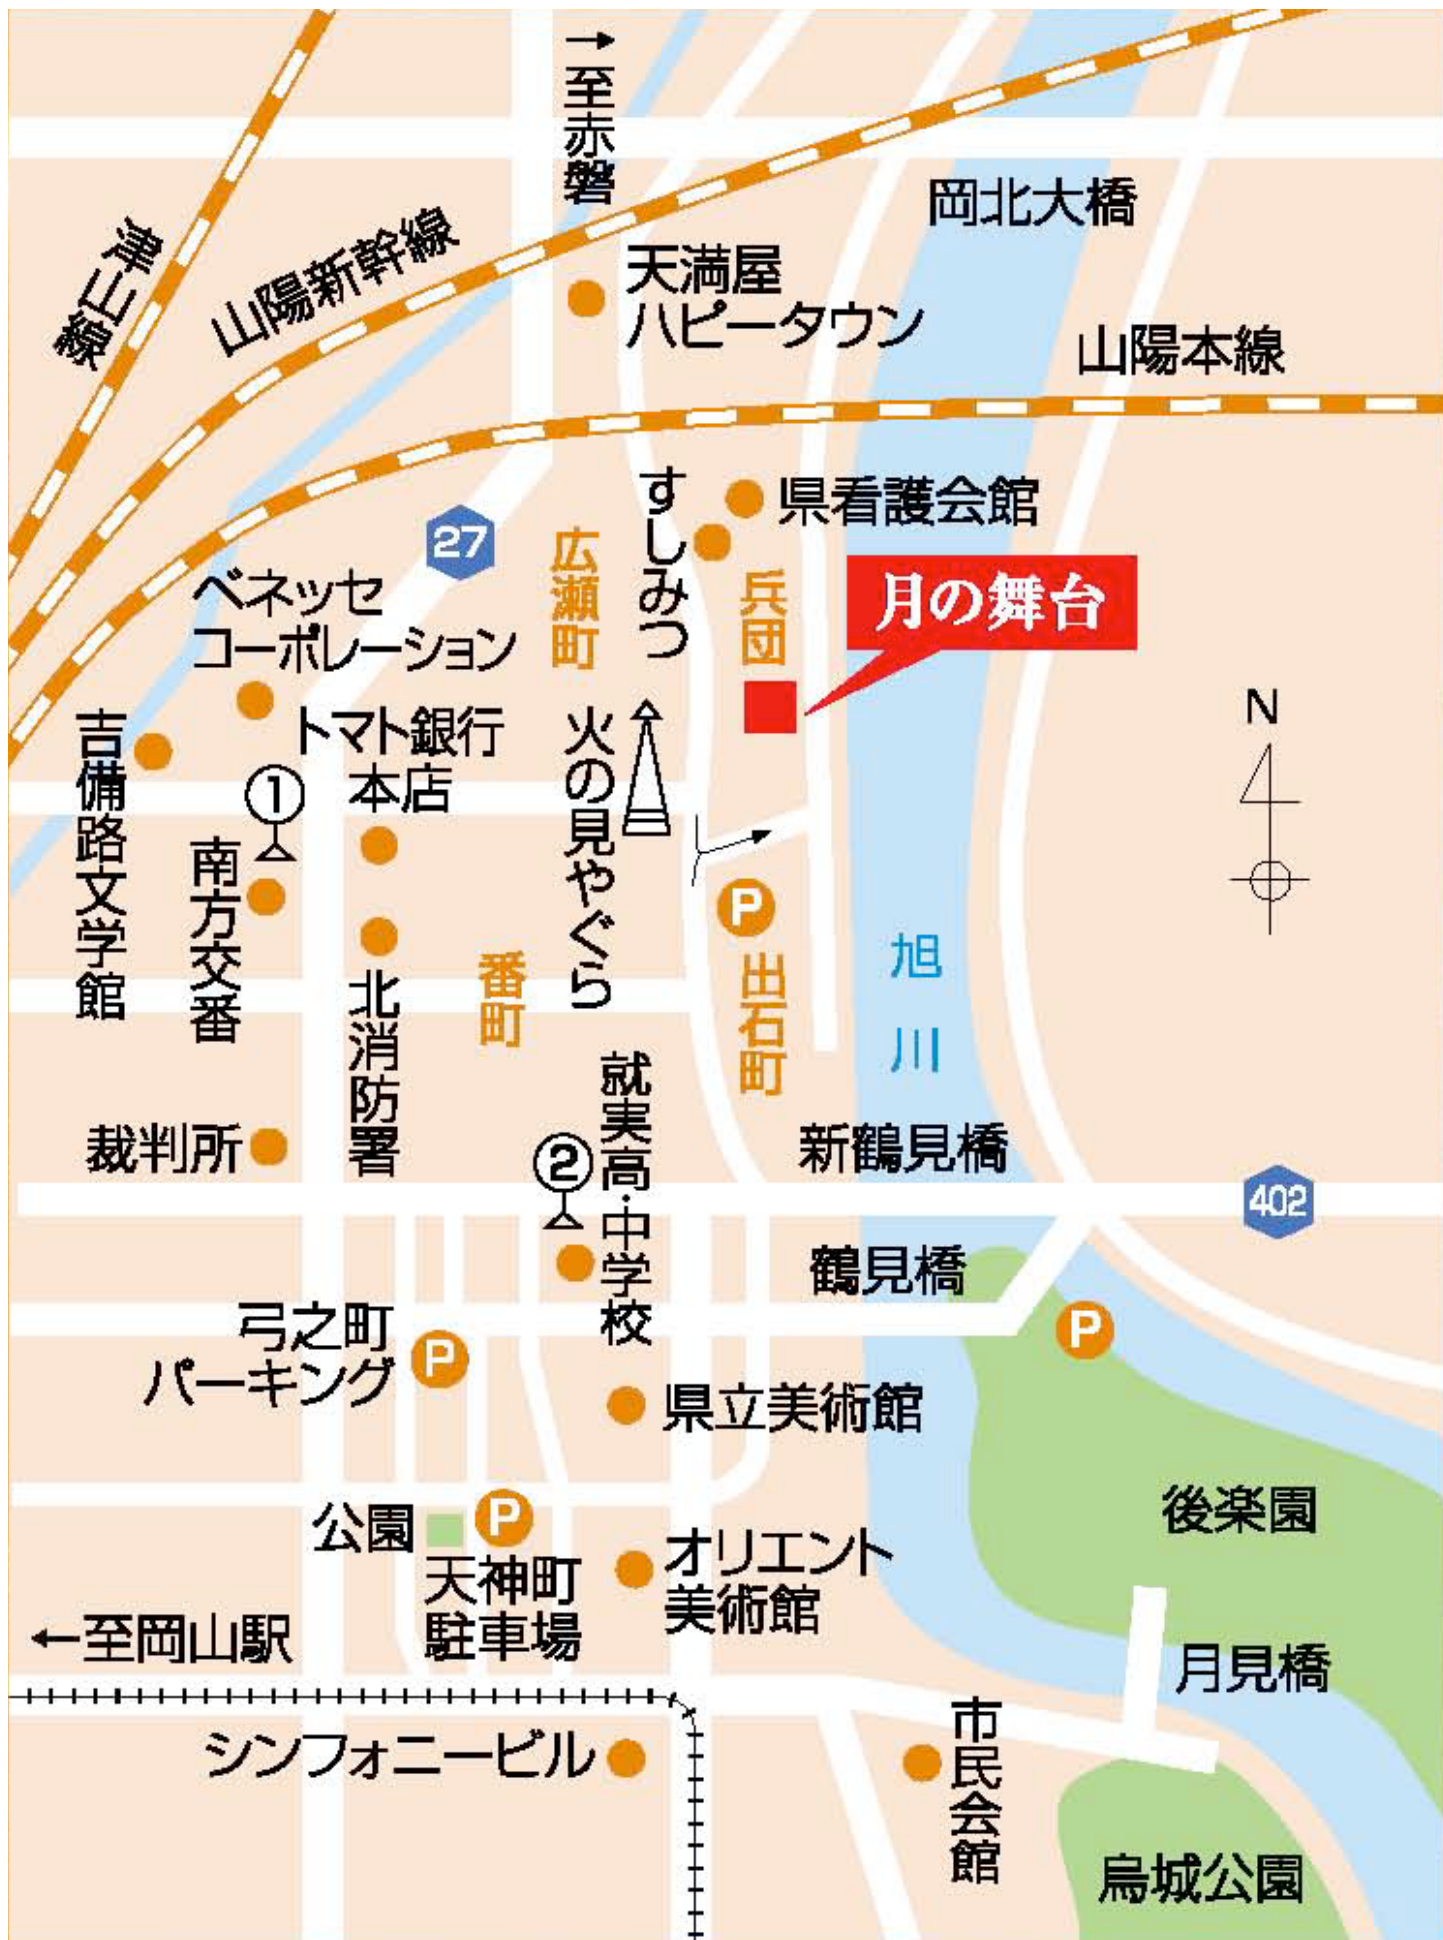 →至赤磐
岡北大橋
津山線
山陽新幹線
天満屋
ハピータウン
山陽本線
すしみつ
県看護会館
27
広瀬町
兵団
月の舞台
ベネッセ
コーポレーション
吉備路文学館
トマト銀行
本店
火の見やぐら
N
①
南方交番
P
北消防署
番町
出石町
旭川
裁判所
②
就実高・中学校
新鶴見橋
402
鶴見橋
弓之町
パーキング
P
P
県立美術館
後楽園
公園
P
天神町
駐車場
オリエント
美術館
←至岡山駅
月見橋
シンフォニービル
市民会館
烏城公園